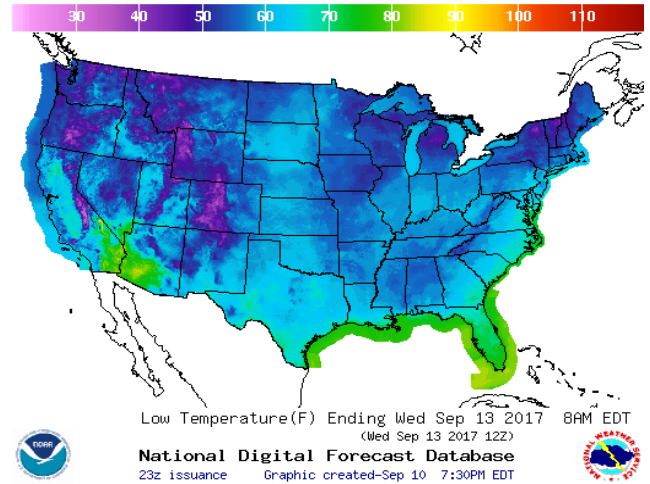 30 40 50 60 70 80 90 100 110
Low Temperature(F) Ending Wed Sep 13 2017 8AM EDT
(Wed Sep 13 2017 12Z)
National Digital Forecast Database
23z issuance Graphic created-Sep 10 7:30PM EDT
NOAA